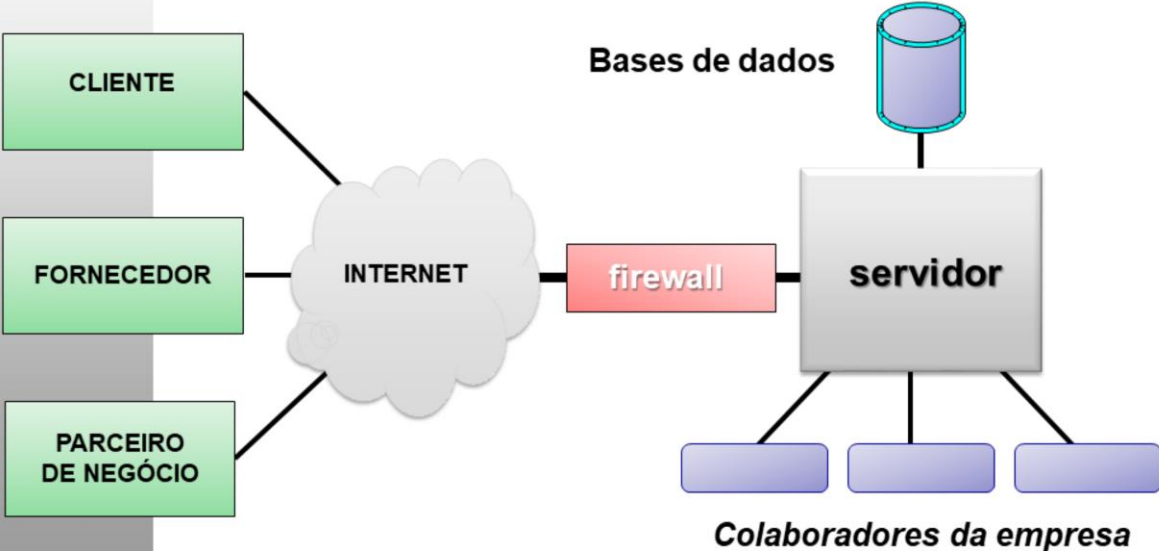 Bases de dados
CLIENTE
FORNECEDOR
INTERNET
firewall
servidor
PARCEIRO
DE NEGÓCIO
Colaboradores da empresa